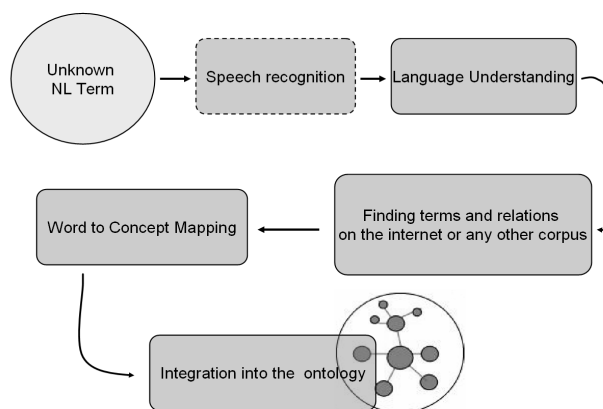 Unknown
NL Term
Speech recognition
Language Understanding
Finding terms and relations
on the internet or any other corpus
Word to Concept Mapping
Integration into the ontology